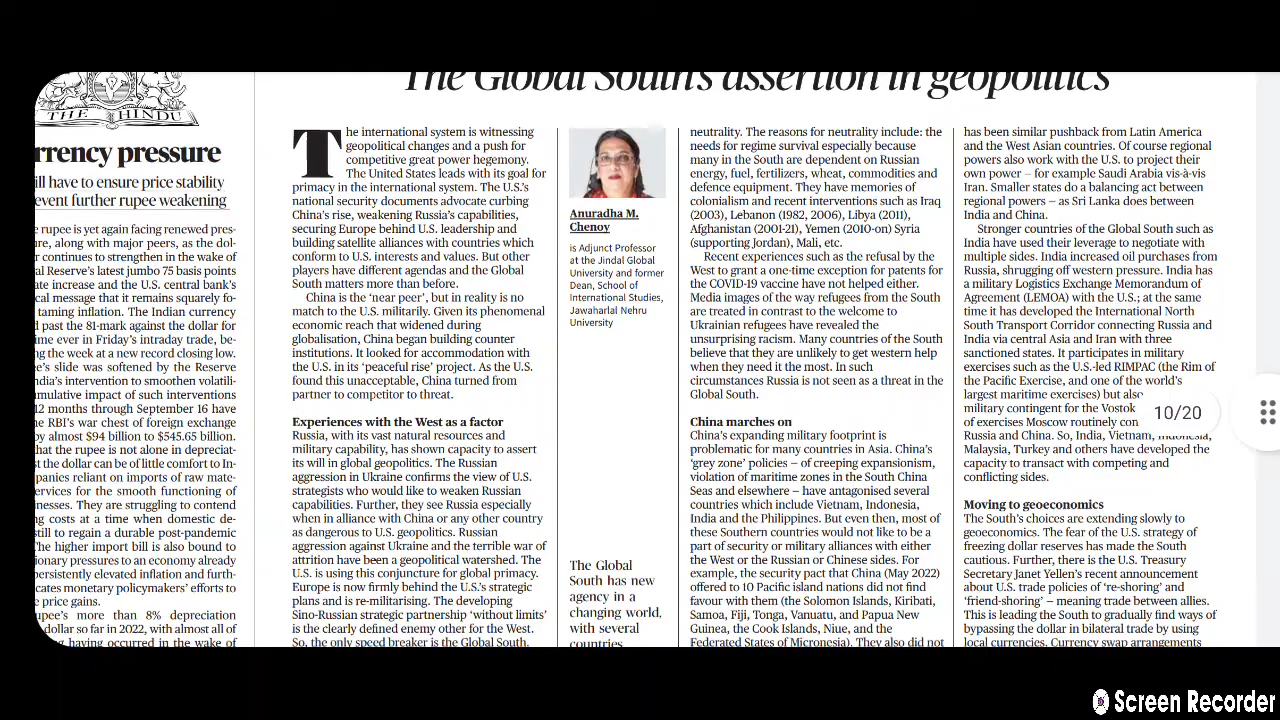 The Global South's assertion in geopolitics
THE HINDU
rrency pressure
ill have to ensure price stability
event further rupee weakening
e rupee is yet again facing renewed pres-
ure, along with major peers, as the dol-
r continues to strengthen in the wake of
al Reserve's latest jumbo 75 basis points
ate increase and the U.S. central bank's
cal message that it remains squarely fo-
taming inflation. The Indian currency
d past the 81-mark against the dollar for
ime ever in Friday's intraday trade, be-
ng the week at a new record closing low.
ee's slide was softened by the Reserve
ndia's intervention to smoothen volatili-
mulative impact of such interventions
12 months through September 16 have
he RBI's war chest of foreign exchange
by almost $94 billion to $545.65 billion.
hat the rupee is not alone in depreciat-
st the dollar can be of little comfort to In-
panies reliant on imports of raw mate-
ervices for the smooth functioning of
nesses. They are struggling to contend
ng costs at a time when domestic de-
still to regain a durable post-pandemic
The higher import bill is also bound to
ionary pressures to an economy already
persistently elevated inflation and furth-
cates monetary policymakers' efforts to
e price gains.
upee's more than 8% depreciation
dollar so far in 2022, with almost all of
having occurred in the wake of
The international system is witnessing
geopolitical changes and a push for
competitive great power hegemony.
The United States leads with its goal for
primacy in the international system. The U.S.'s
national security documents advocate curbing
China's rise, weakening Russia's capabilities,
securing Europe behind U.S. leadership and
building satellite alliances with countries which
conform to U.S. interests and values. But other
players have different agendas and the Global
South matters more than before.
China is the 'near peer', but in reality is no
match to the U.S. militarily. Given its phenomenal
economic reach that widened during
globalisation, China began building counter
institutions. It looked for accommodation with
the U.S. in its 'peaceful rise' project. As the U.S.
found this unacceptable, China turned from
partner to competitor to threat.
Experiences with the West as a factor
Russia, with its vast natural resources and
military capability, has shown capacity to assert
its will in global geopolitics. The Russian
aggression in Ukraine confirms the view of U.S.
strategists who would like to weaken Russian
capabilities. Further, they see Russia especially
when in alliance with China or any other country
as dangerous to U.S. geopolitics. Russian
aggression against Ukraine and the terrible war of
attrition have been a geopolitical watershed. The
U.S. is using this conjuncture for global primacy.
Europe is now firmly behind the U.S.'s strategic
plans and is re-militarising. The developing
Sino-Russian strategic partnership 'without limits'
is the clearly defined enemy other for the West.
So, the only speed breaker is the Global South.
Anuradha M.
Chenoy
is Adjunct Professor
at the Jindal Global
University and former
Dean, School of
International Studies,
Jawaharlal Nehru
University
The Global
South has new
agency in a
changing world,
with several
countries
neutrality. The reasons for neutrality include: the
needs for regime survival especially because
many in the South are dependent on Russian
energy, fuel, fertilizers, wheat, commodities and
defence equipment. They have memories of
colonialism and recent interventions such as Iraq
(2003), Lebanon (1982, 2006), Libya (2011),
Afghanistan (2001-21), Yemen (2010-on) Syria
(supporting Jordan), Mali, etc.
Recent experiences such as the refusal by the
West to grant a one-time exception for patents for
the COVID-19 vaccine have not helped either.
Media images of the way refugees from the South
are treated in contrast to the welcome to
Ukrainian refugees have revealed the
unsurprising racism. Many countries of the South
believe that they are unlikely to get western help
when they need it the most. In such
circumstances Russia is not seen as a threat in the
Global South.
China marches on
China's expanding military footprint is
problematic for many countries in Asia. China's
'grey zone' policies – of creeping expansionism,
violation of maritime zones in the South China
Seas and elsewhere – have antagonised several
countries which include Vietnam, Indonesia,
India and the Philippines. But even then, most of
these Southern countries would not like to be a
part of security or military alliances with either
the West or the Russian or Chinese sides. For
example, the security pact that China (May 2022)
offered to 10 Pacific island nations did not find
favour with them (the Solomon Islands, Kiribati,
Samoa, Fiji, Tonga, Vanuatu, and Papua New
Guinea, the Cook Islands, Niue, and the
Federated States of Micronesia). They also did not
has been similar pushback from Latin America
and the West Asian countries. Of course regional
powers also work with the U.S. to project their
own power – for example Saudi Arabia vis-à-vis
Iran. Smaller states do a balancing act between
regional powers – as Sri Lanka does between
India and China.
Stronger countries of the Global South such as
India have used their leverage to negotiate with
multiple sides. India increased oil purchases from
Russia, shrugging off western pressure. India has
a military Logistics Exchange Memorandum of
Agreement (LEMOA) with the U.S.; at the same
time it has developed the International North
South Transport Corridor connecting Russia and
India via central Asia and Iran with three
sanctioned states. It participates in military
exercises such as the U.S.-led RIMPAC (the Rim of
the Pacific Exercise, and one of the world's
largest maritime exercises) but also
military contingent for the Vostok
of exercises Moscow routinely con
Russia and China. So, India, Vietnam, Indonesia,
Malaysia, Turkey and others have developed the
capacity to transact with competing and
conflicting sides.
Moving to geoeconomics
The South's choices are extending slowly to
geoeconomics. The fear of the U.S. strategy of
freezing dollar reserves has made the South
cautious. Further, there is the U.S. Treasury
Secretary Janet Yellen's recent announcement
about U.S. trade policies of 're-shoring' and
'friend-shoring' – meaning trade between allies.
This is leading the South to gradually find ways of
bypassing the dollar in bilateral trade by using
local currencies. Currency swap arrangements
10/20
Screen Recorder